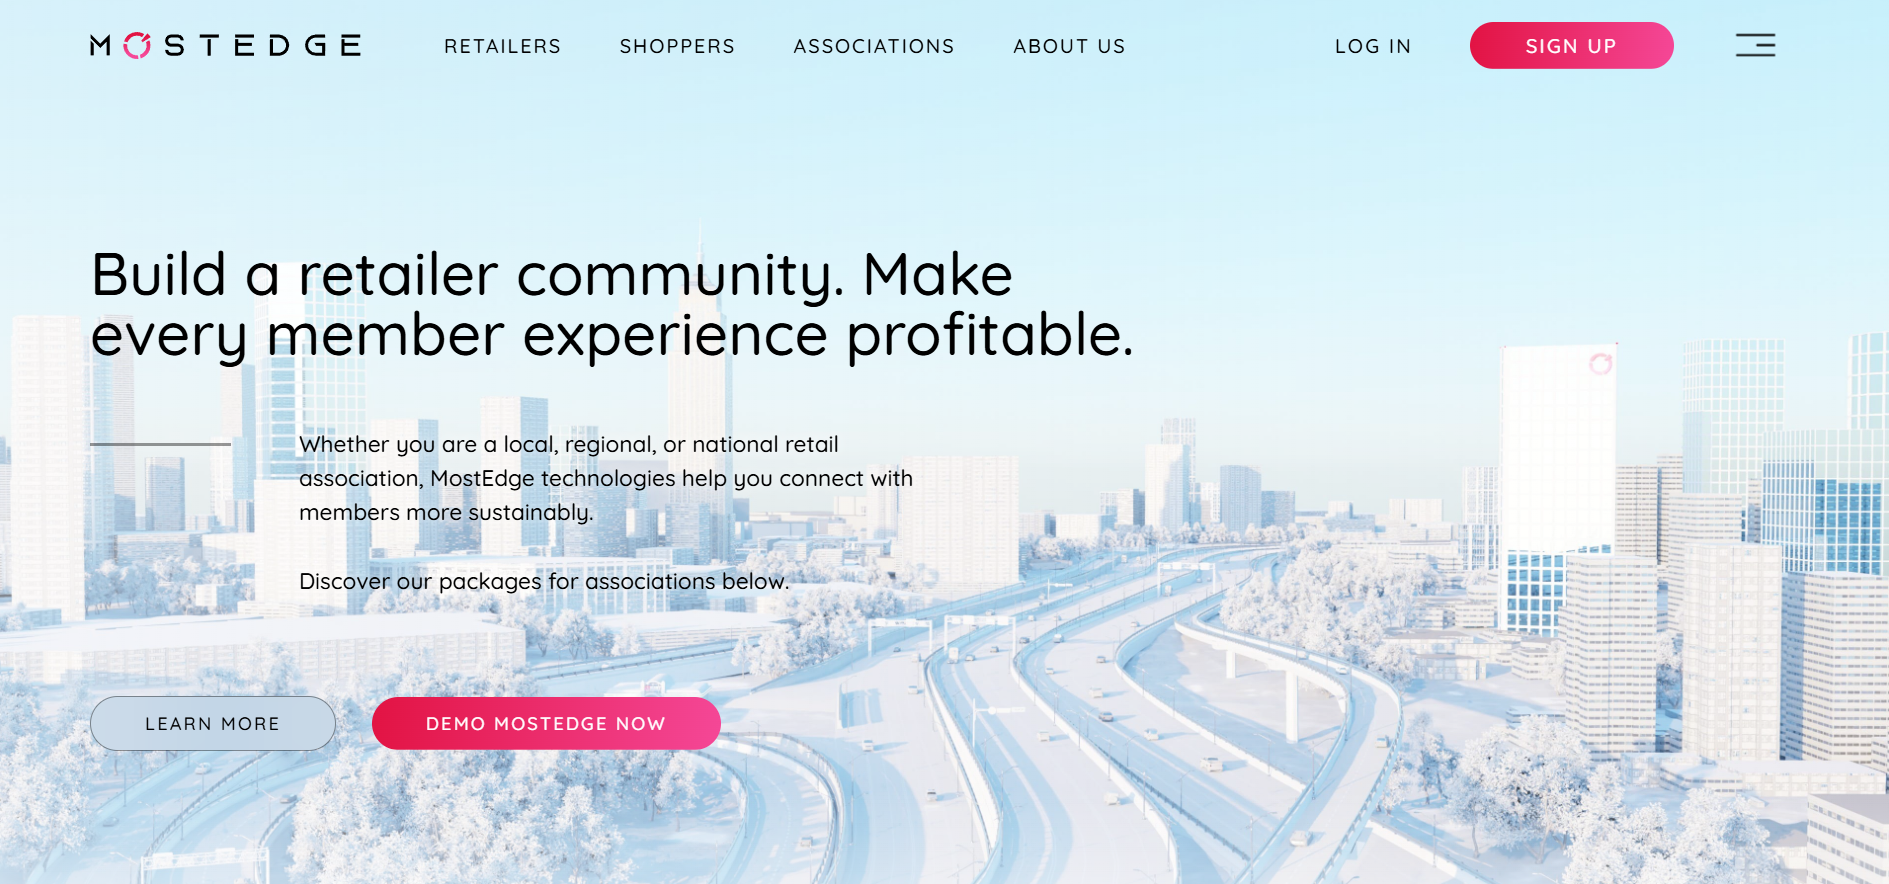 MOSTEDGE
RETAILERS
SHOPPERS
ASSOCIATIONS
ABOUT US
LOG IN
SIGN UP
Build a retailer community. Make
every member experience profitable.
Whether you are a local, regional, or national retail
association, MostEdge technologies help you connect with
members more sustainably.
Discover our packages for associations below.
LEARN MORE
DEMO MOSTEDGE NOW